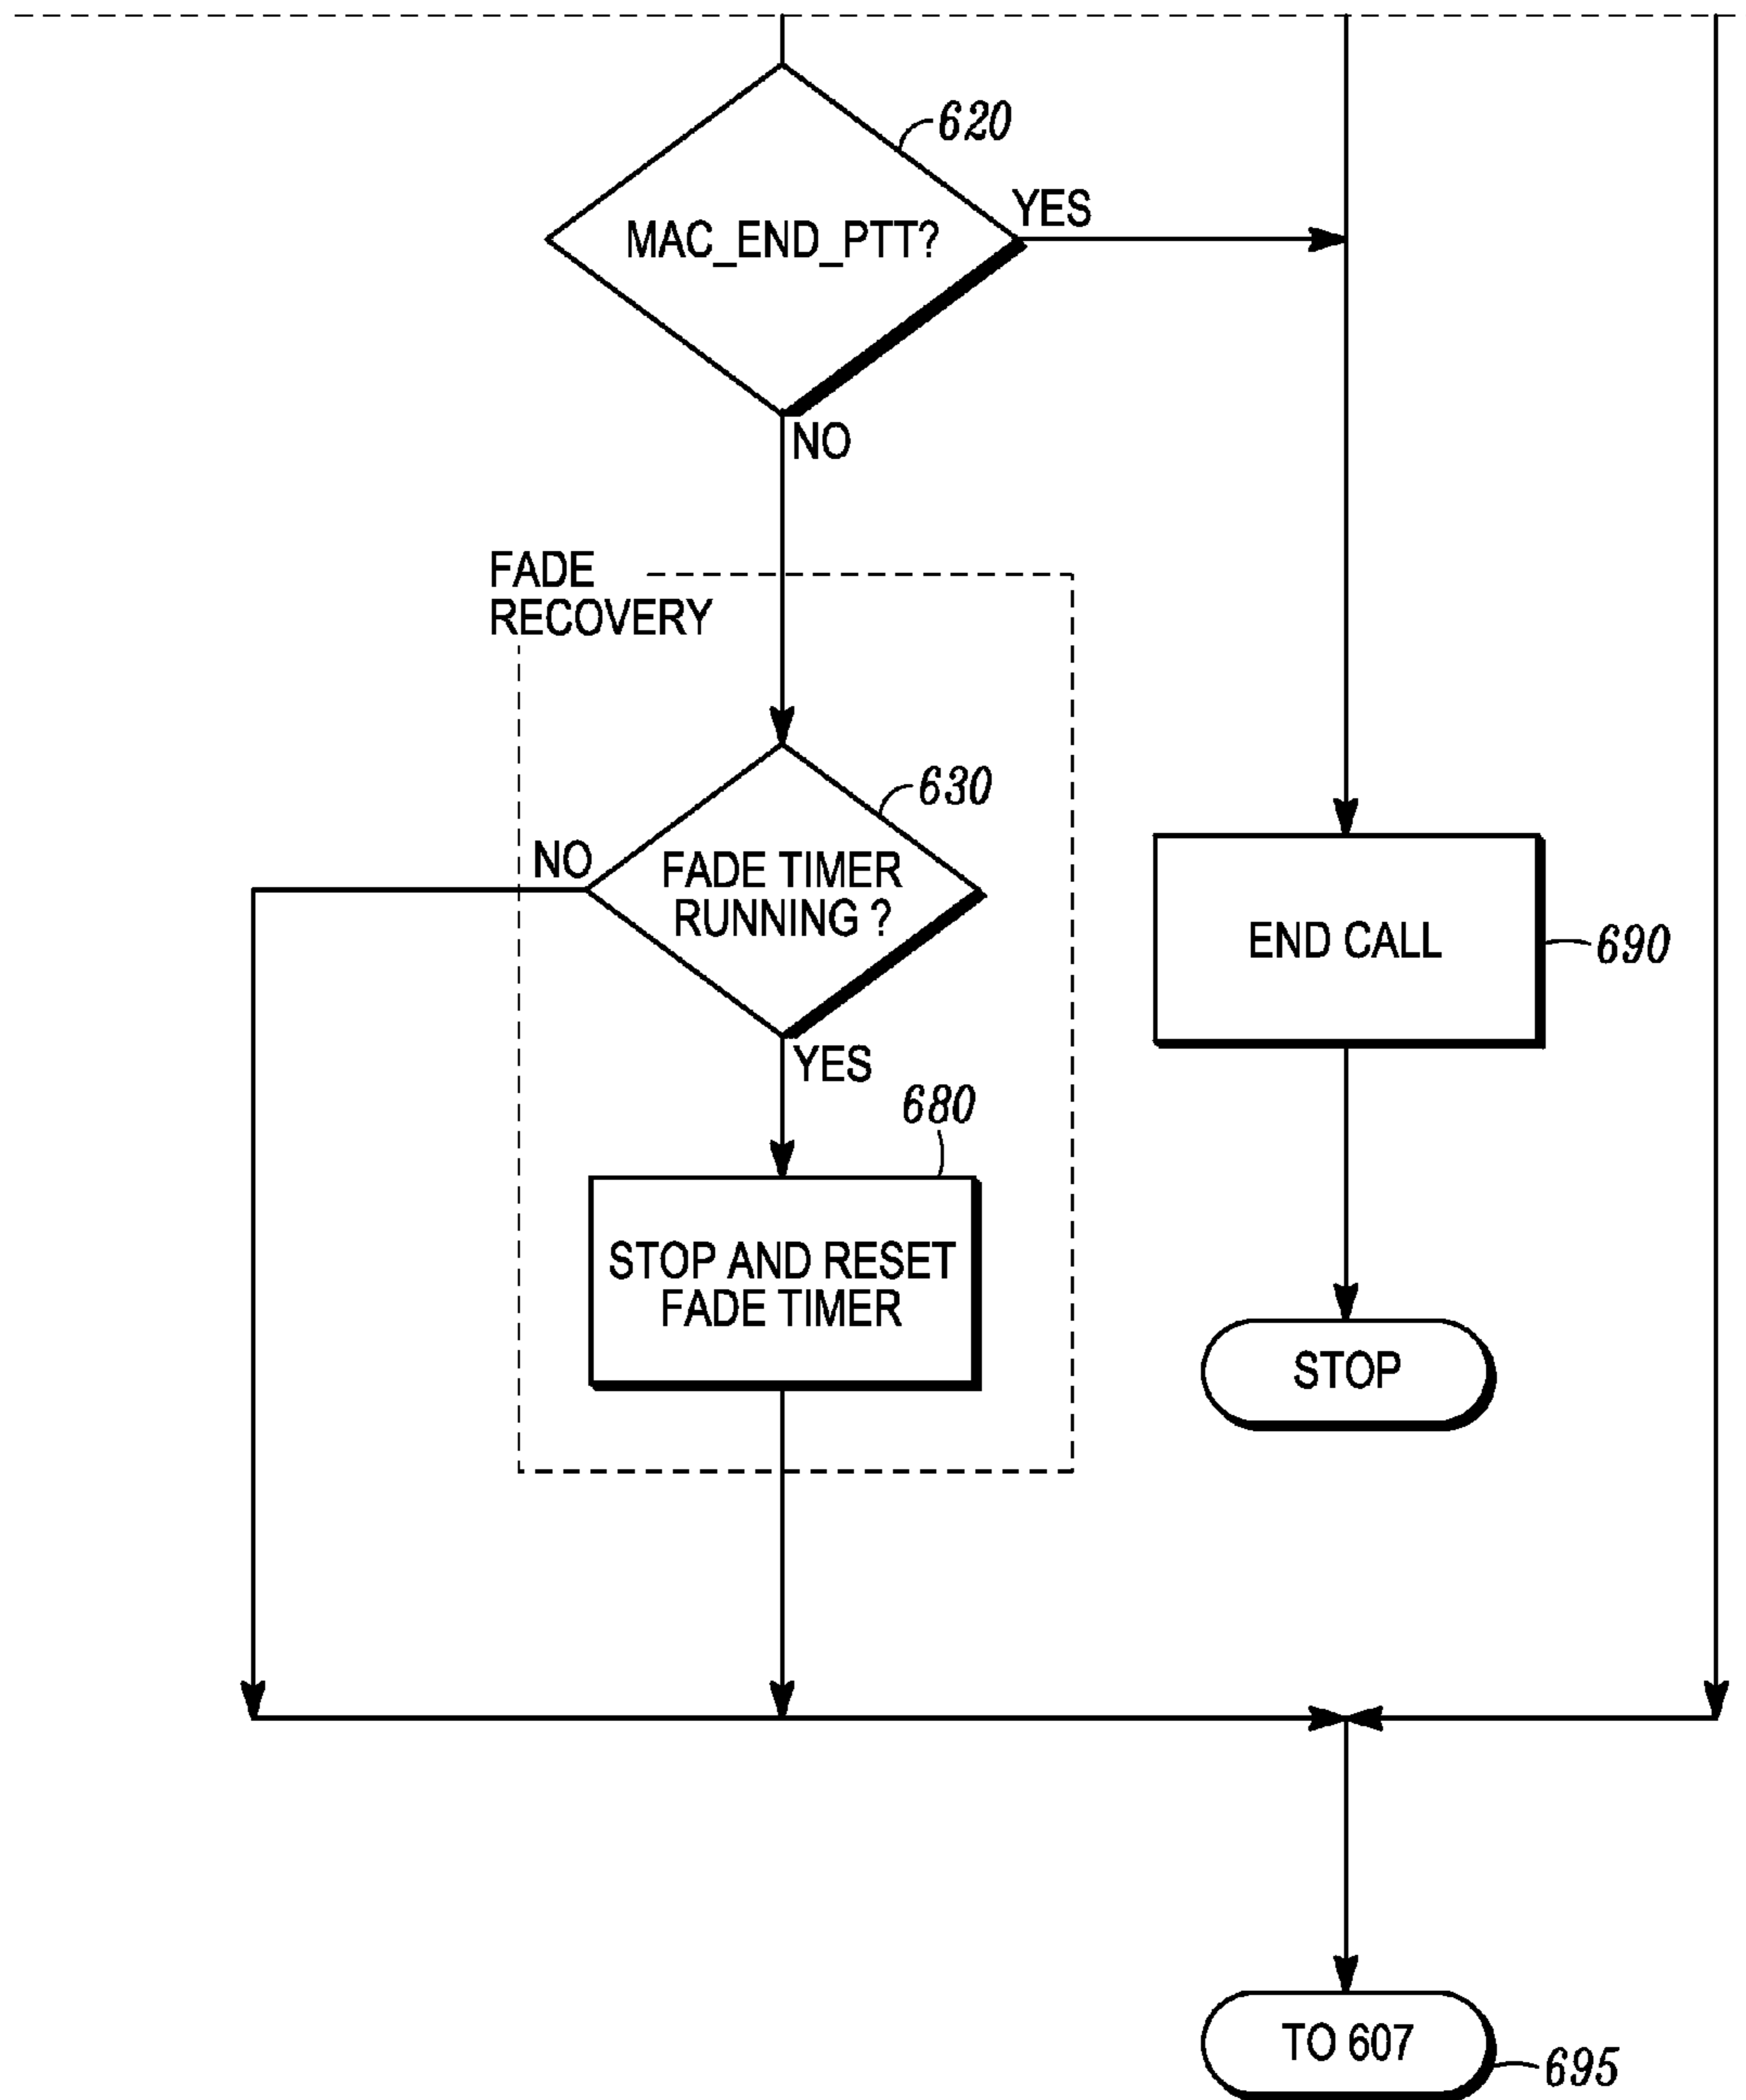 620
YES
MAC_END_PTT?
NO
FADE
RECOVERY
630
NO
FADE TIMER
RUNNING ?
YES
END CALL
690
680
STOP AND RESET
FADE TIMER
STOP
TO 607
695